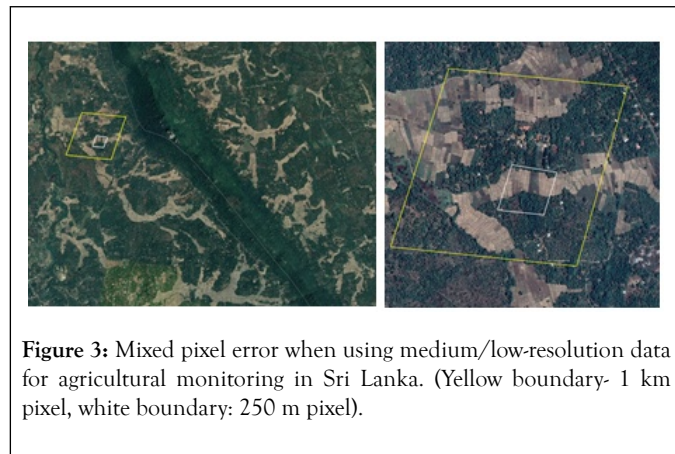 Figure 3: Mixed pixel error when using medium/low-resolution data
for agricultural monitoring in Sri Lanka. (Yellow boundary- 1 km
pixel, white boundary: 250 m pixel).